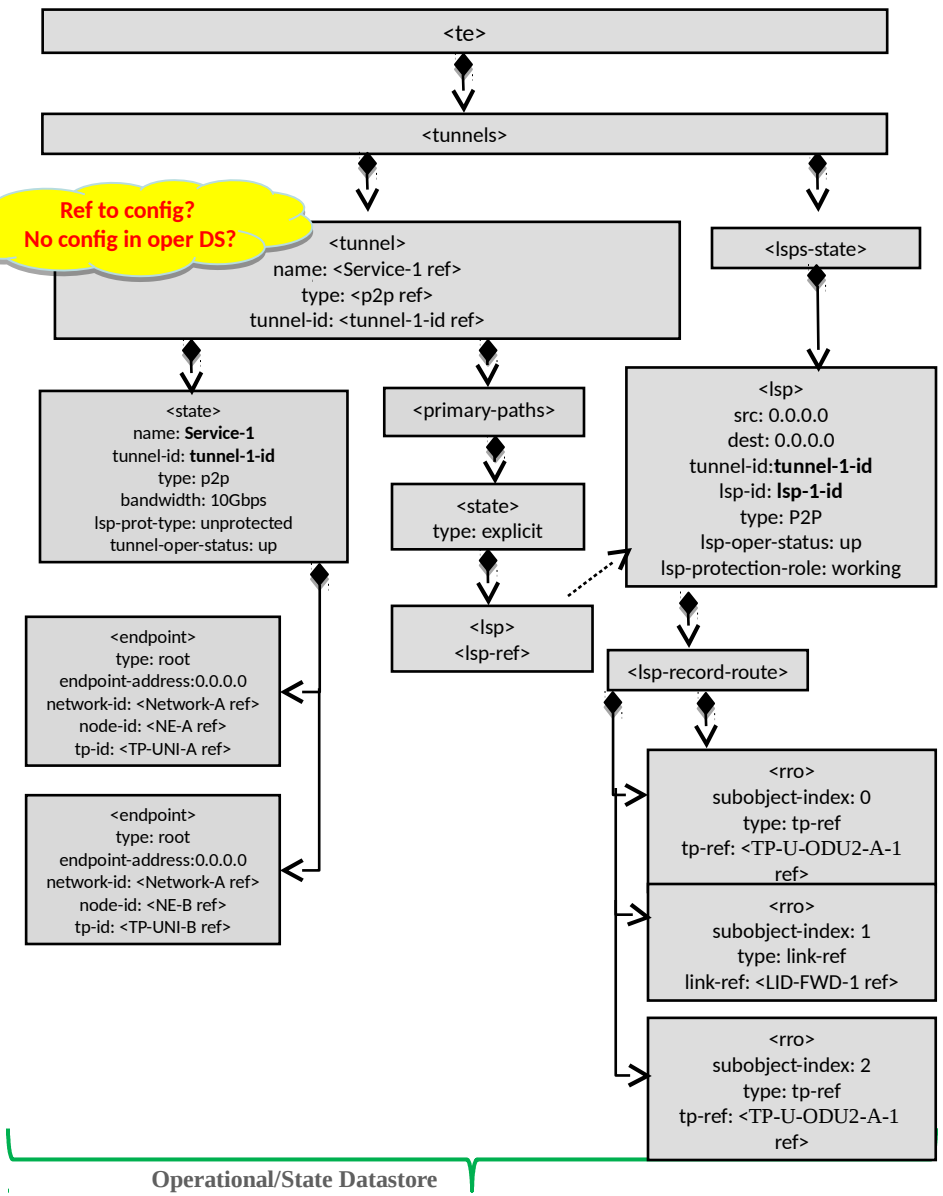 <te>
<tunnels>
Ref to config?
No config in oper DS?
<tunnel>
name: <Service-1 ref>
type: <p2p ref>
tunnel-id: <tunnel-1-id ref>
<lsps-state>
<state>
name: Service-1
tunnel-id: tunnel-1-id
type: p2p
bandwidth: 10Gbps
lsp-prot-type: unprotected
tunnel-oper-status: up
<primary-paths>
<state>
type: explicit
<lsp>
<lsp-ref>
<lsp>
src: 0.0.0.0
dest: 0.0.0.0
tunnel-id:tunnel-1-id
lsp-id: lsp-1-id
type: P2P
lsp-oper-status: up
lsp-protection-role: working
<endpoint>
type: root
endpoint-address:0.0.0.0
network-id: <Network-A ref>
node-id: <NE-A ref>
tp-id: <TP-UNI-A ref>
<endpoint>
type: root
endpoint-address:0.0.0.0
network-id: <Network-A ref>
node-id: <NE-B ref>
tp-id: <TP-UNI-B ref>
<lsp-record-route>
<rro>
subobject-index: 0
type: tp-ref
tp-ref: <TP-U-ODU2-A-1
ref>
<rro>
subobject-index: 1
type: link-ref
link-ref: <LID-FWD-1 ref>
<rro>
subobject-index: 2
type: tp-ref
tp-ref: <TP-U-ODU2-A-1
ref>
Operational/State Datastore